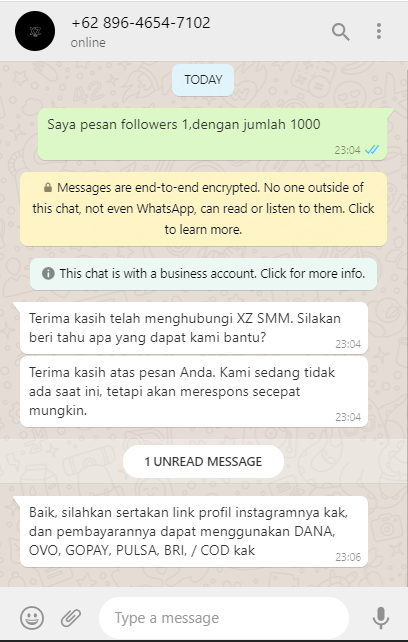 +62 896-4654-7102
online
TODAY
Saya pesan followers 1,dengan jumlah 1000
23:04
Messages are end-to-end encrypted. No one outside of
this chat, not even WhatsApp, can read or listen to them. Click
to learn more.
This chat is with a business account. Click for more info.
Terima kasih telah menghubungi XZ SMM. Silakan
beri tahu apa yang dapat kami bantu?
23:04
Terima kasih atas pesan Anda. Kami sedang tidak
ada saat ini, tetapi akan merespons secepat
mungkin.
23:04
1 UNREAD MESSAGE
Baik, silahkan sertakan link profil instagramnya kak,
dan pembayarannya dapat menggunakan DANA,
OVO, GOPAY, PULSA, BRI, / COD kak
23:06
Type a message